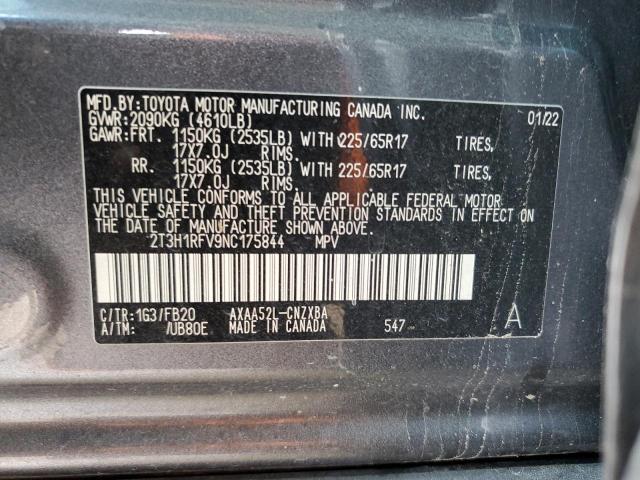 MFD.BY:TOYOTA MOTOR MANUFACTURING CANADA INC. 01/22
GVWR:2090KG (4610LB)
GAWR:FRT. 1150KG (2535LB) WITH 225/65R17 TIRES,
17X7.0J RIMS.
RR. 1150KG (2535LB) WITH 225/65R17 TIRES,
17X7.0J RIMS.
THIS VEHICLE CONFORMS TO ALL APPLICABLE FEDERAL MOTOR
VEHICLE SAFETY AND THEFT PREVENTION STANDARDS IN EFFECT ON
THE DATE OF MANUFACTURE SHOWN ABOVE.
2T3H1RFV9NC175844 MPV
C/TR:1G3/FB20 AXAA52L-CNZXBA
A/TM: /UB80E MADE IN CANADA 547 A